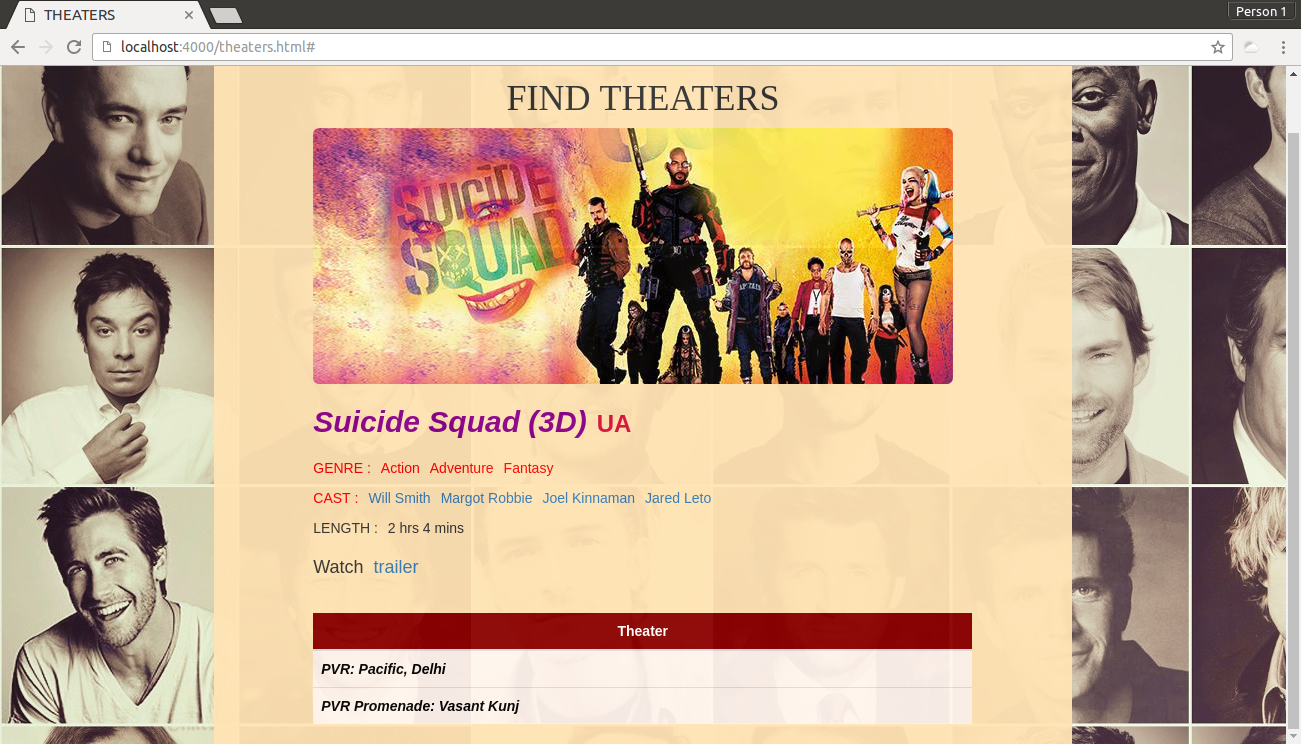 THEATERS
Person 1
localhost:4000/theaters.html#
FIND THEATERS
SUICIDE
SQUAD
Suicide Squad (3D) UA
GENRE : Action Adventure Fantasy
CAST : Will Smith Margot Robbie Joel Kinnaman Jared Leto
LENGTH : 2 hrs 4 mins
Watch trailer
Theater
PVR: Pacific, Delhi
PVR Promenade: Vasant Kunj